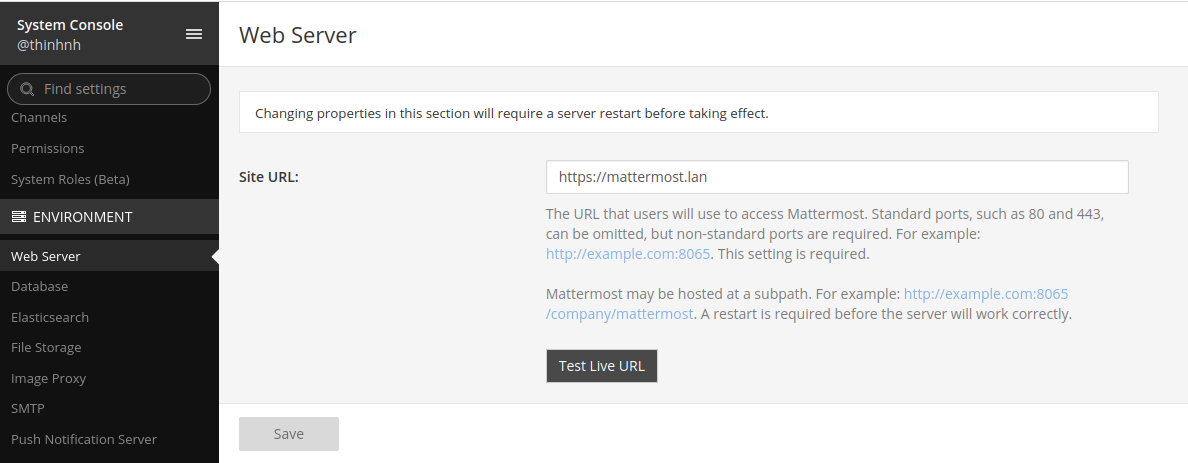 System Console
@thinhnh
Find settings
Channels
Permissions
System Roles (Beta)
ENVIRONMENT
Web Server
Database
Elasticsearch
File Storage
Image Proxy
SMTP
Push Notification Server
Web Server
Changing properties in this section will require a server restart before taking effect.
Site URL:
https://mattermost.lan
The URL that users will use to access Mattermost. Standard ports, such as 80 and 443,
can be omitted, but non-standard ports are required. For example:
http://example.com:8065. This setting is required.
Mattermost may be hosted at a subpath. For example: http://example.com:8065
/company/mattermost. A restart is required before the server will work correctly.
Test Live URL
Save